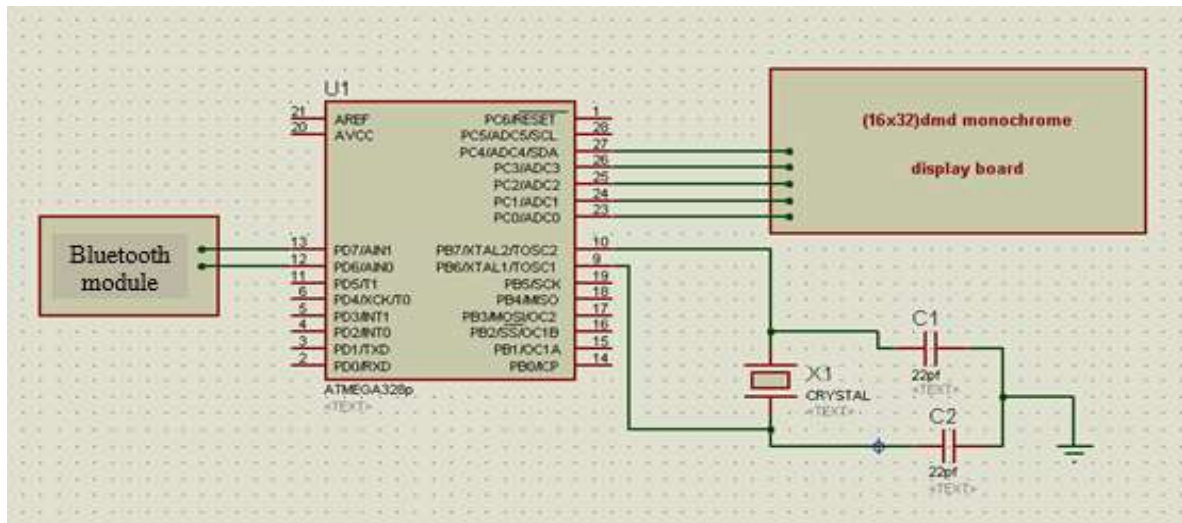 U1
21
AREF
20
AVCC
PC6/RESET
1
PC5/ADC5/SCL
28
PC4/ADC4/SDA
27
PC3/ADC3
26
PC2/ADC2
25
PC1/ADC1
24
PC0/ADC0
23
(16x32)dmd monochrome
display board
Bluetooth
module
13
PD7/AIN1
12
PD6/AIN0
11
PD5/T1
6
PD4/XCK/T0
5
PD3/INT1
4
PD2/INT0
3
PD1/TXD
2
PD0/RXD
PB7/XTAL2/TOSC2
10
PB6/XTAL1/TOSC1
9
PB5/SCK
19
PB4/MISO
18
PB3/MOSI/OC2
17
PB2/SS/OC1B
16
PB1/OC1A
15
PB0/ICP
14
ATMEGA328p
<TEXT>
X1
CRYSTAL
<TEXT>
C1
22pf
<TEXT>
C2
22pf
<TEXT>